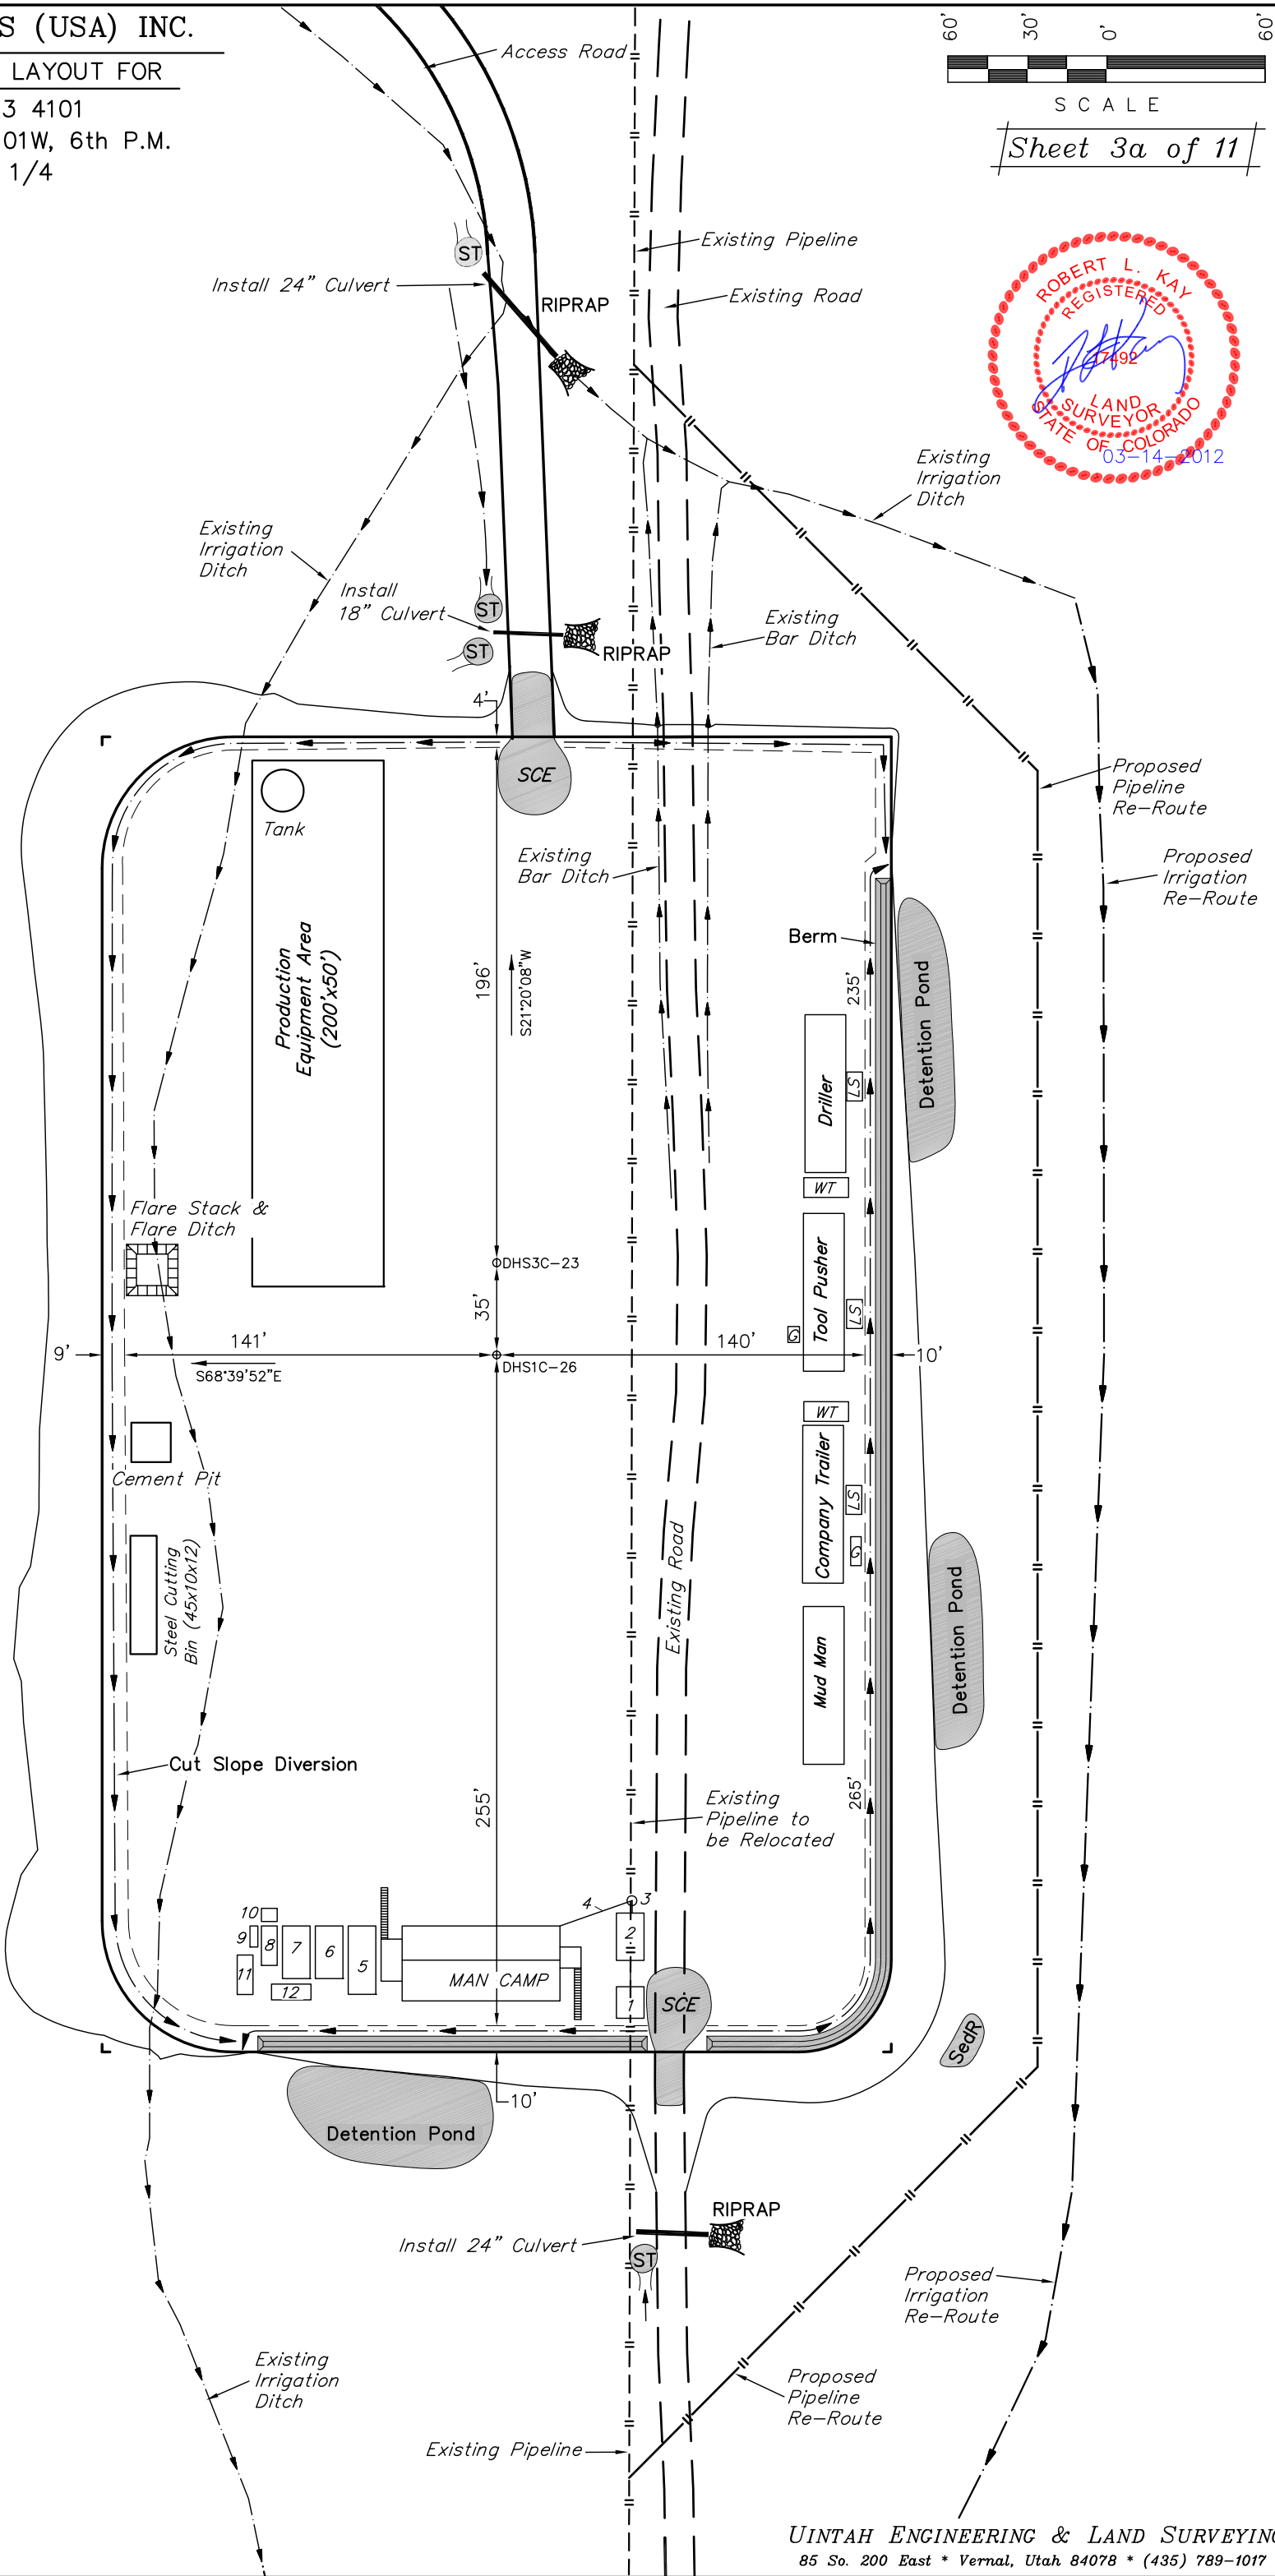 S (USA) INC.
LAYOUT FOR
3 4101
01W, 6th P.M.
1/4
60'
30'
0'
60'
SCALE
Sheet 3a of 11
ROBERT L. KAY
REGISTERED
17492
LAND
SURVEYOR
STATE OF COLORADO
03-14-2012
Access Road
Existing Pipeline
Existing Road
ST
Install 24" Culvert
RIPRAP
Existing
Irrigation
Ditch
Existing
Irrigation
Ditch
Install
18" Culvert
ST
ST
RIPRAP
Existing
Bar Ditch
4'
SCE
Tank
Proposed
Pipeline
Re-Route
Existing
Bar Ditch
Proposed
Irrigation
Re-Route
Berm
Production
Equipment Area
(200'x50')
196'
S21°20'08"W
235'
Detention Pond
Driller
LS
WT
Flare Stack &
Flare Ditch
DHS3C-23
Tool Pusher
LS
G
35'
9'
141'
140'
10'
S68°39'52"E
DHS1C-26
WT
Cement Pit
Company Trailer
LS
G
Steel Cutting
Bin (45x10x12)
Existing Road
Detention Pond
Mud Man
Cut Slope Diversion
255'
265'
Existing
Pipeline to
be Relocated
4
3
10
9
8
7
6
5
2
11
12
MAN CAMP
1
SCE
SedR
10'
Detention Pond
RIPRAP
Install 24" Culvert
ST
Proposed
Irrigation
Re-Route
Existing
Irrigation
Ditch
Proposed
Pipeline
Re-Route
Existing Pipeline
UINTAH ENGINEERING & LAND SURVEYING
85 So. 200 East * Vernal, Utah 84078 * (435) 789-1017